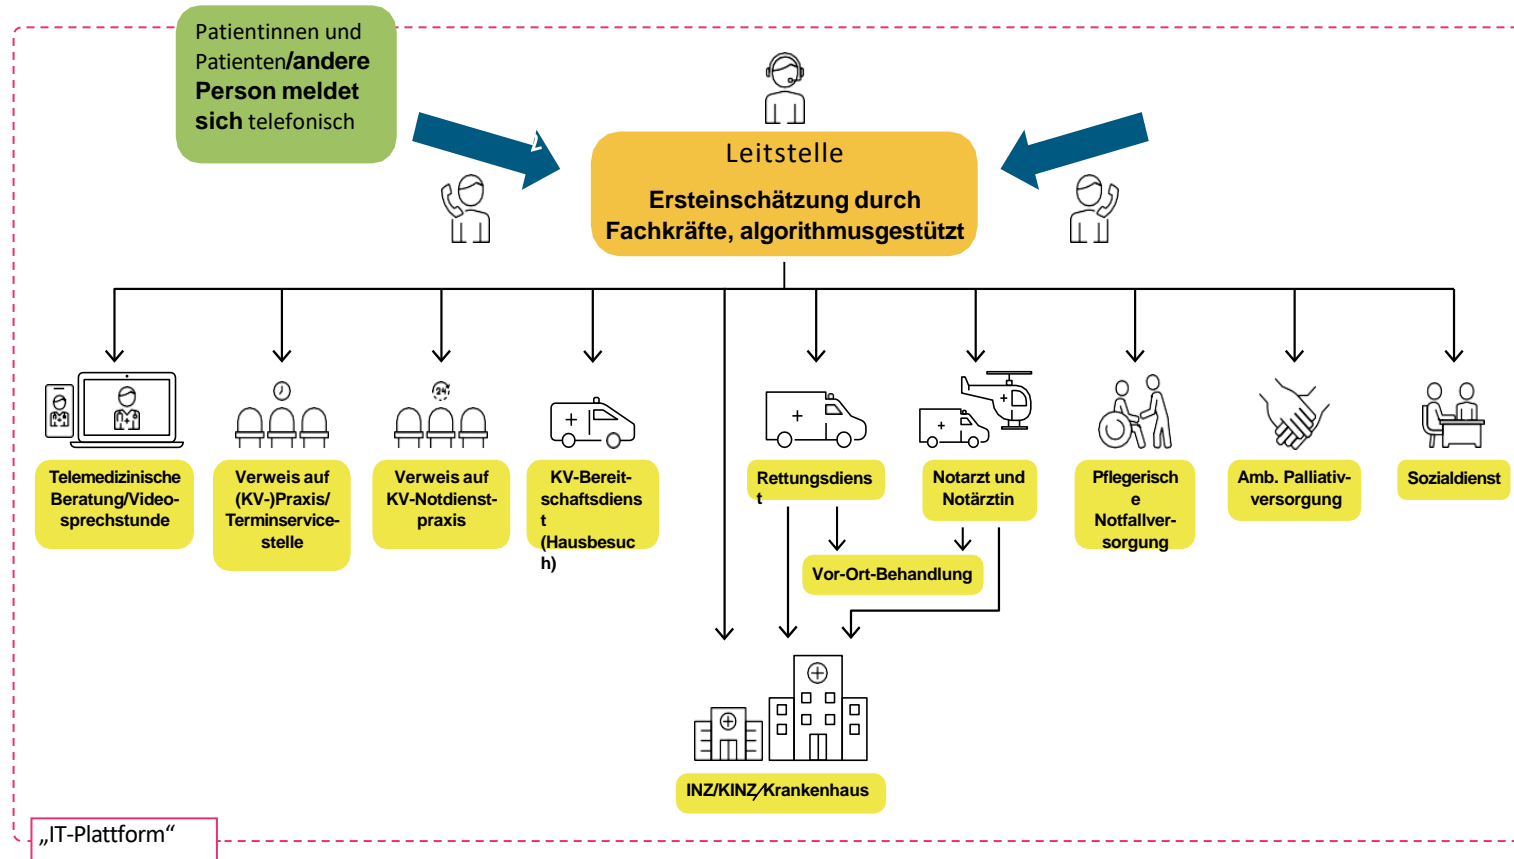 Patientinnen und
Patienten/andere
Person meldet
sich telefonisch
Leitstelle
Ersteinschätzung durch
Fachkräfte, algorithmusgestützt
24
Telemedizinische
Beratung/Video-
sprechstunde
Verweis auf
(KV-)Praxis/
Terminservice-
stelle
Verweis auf
KV-Notdienst-
praxis
KV-Bereit-
schaftsdiens
t
(Hausbesuc
h)
Rettungsdiens
t
Notarzt und
Notärztin
Pflegerisch
e
Notfallver-
sorgung
Amb. Palliativ-
versorgung
Sozialdienst
Vor-Ort-Behandlung
INZ/KINZ/Krankenhaus
„IT-Plattform“